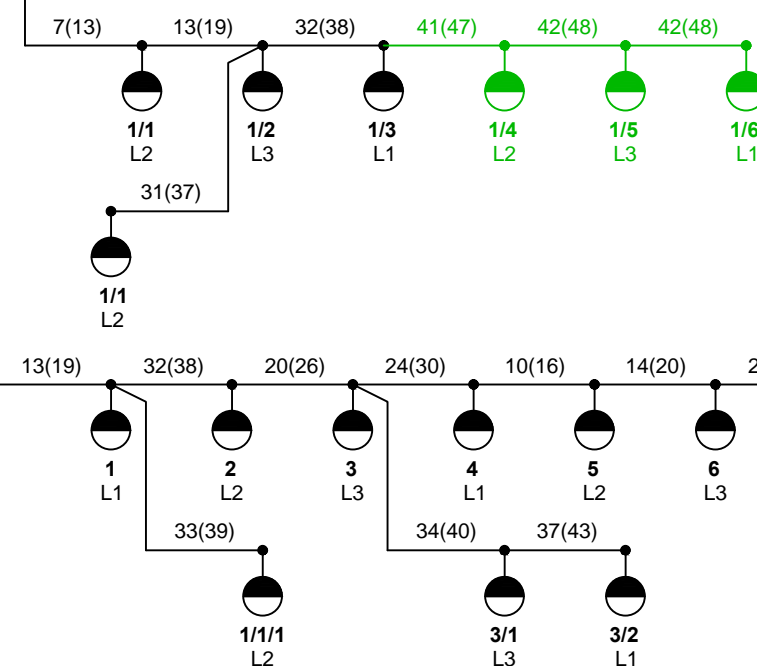 7(13) 13(19) 32(38) 41(47) 42(48) 42(48)
1/1 1/2 1/3 1/4 1/5 1/6
L2 L3 L1 L2 L3 L1
31(37)
1/1
L2
13(19) 32(38) 20(26) 24(30) 10(16) 14(20) 2
1 2 3 4 5 6
L1 L2 L3 L1 L2 L3
33(39) 34(40) 37(43)
1/1/1 3/1 3/2
L2 L3 L1